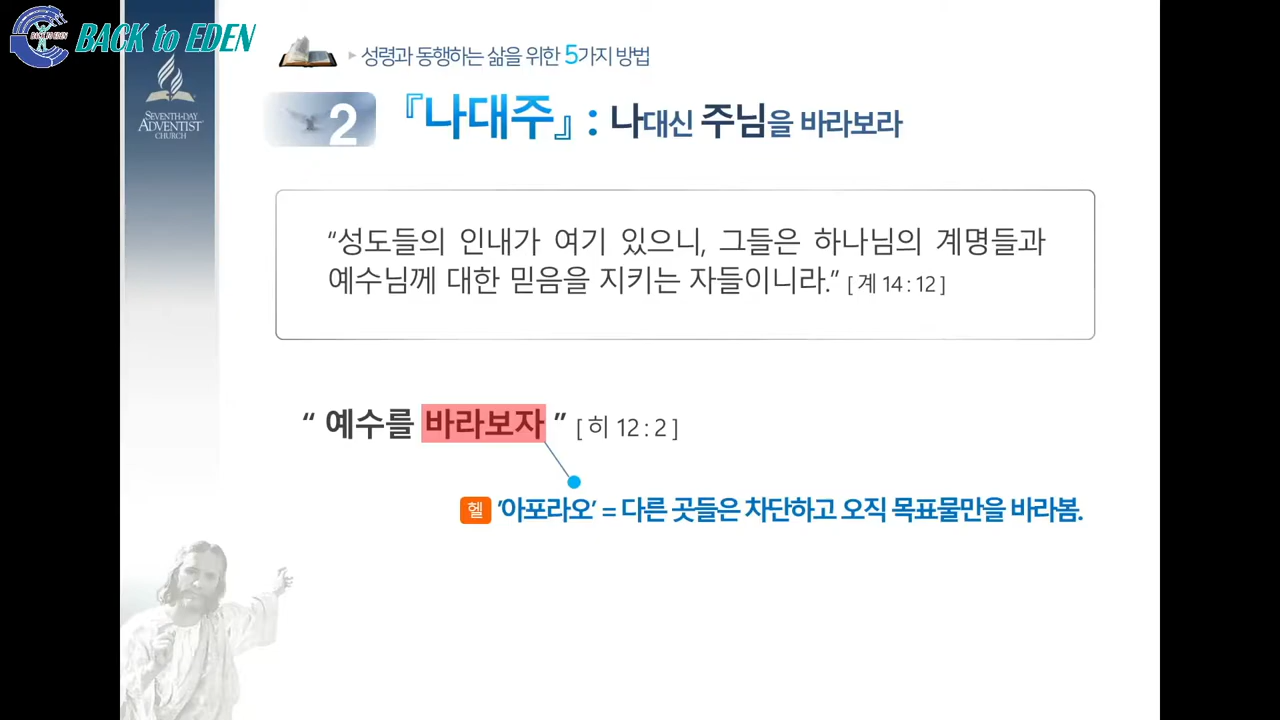 BACK to EDEN
BACK TO EDEN
▸ 성령과 동행하는 삶을 위한 5가지 방법
SEVENTH-DAY
ADVENTIST
CHURCH
2 『나대주』 : 나대신 주님을 바라보라
“성도들의 인내가 여기 있으니, 그들은 하나님의 계명들과
예수님께 대한 믿음을 지키는 자들이니라.” [ 계 14 : 12 ]
“ 예수를 바라보자 ” [ 히 12 : 2 ]
헬 ’아포라오’ = 다른 곳들은 차단하고 오직 목표물만을 바라봄.